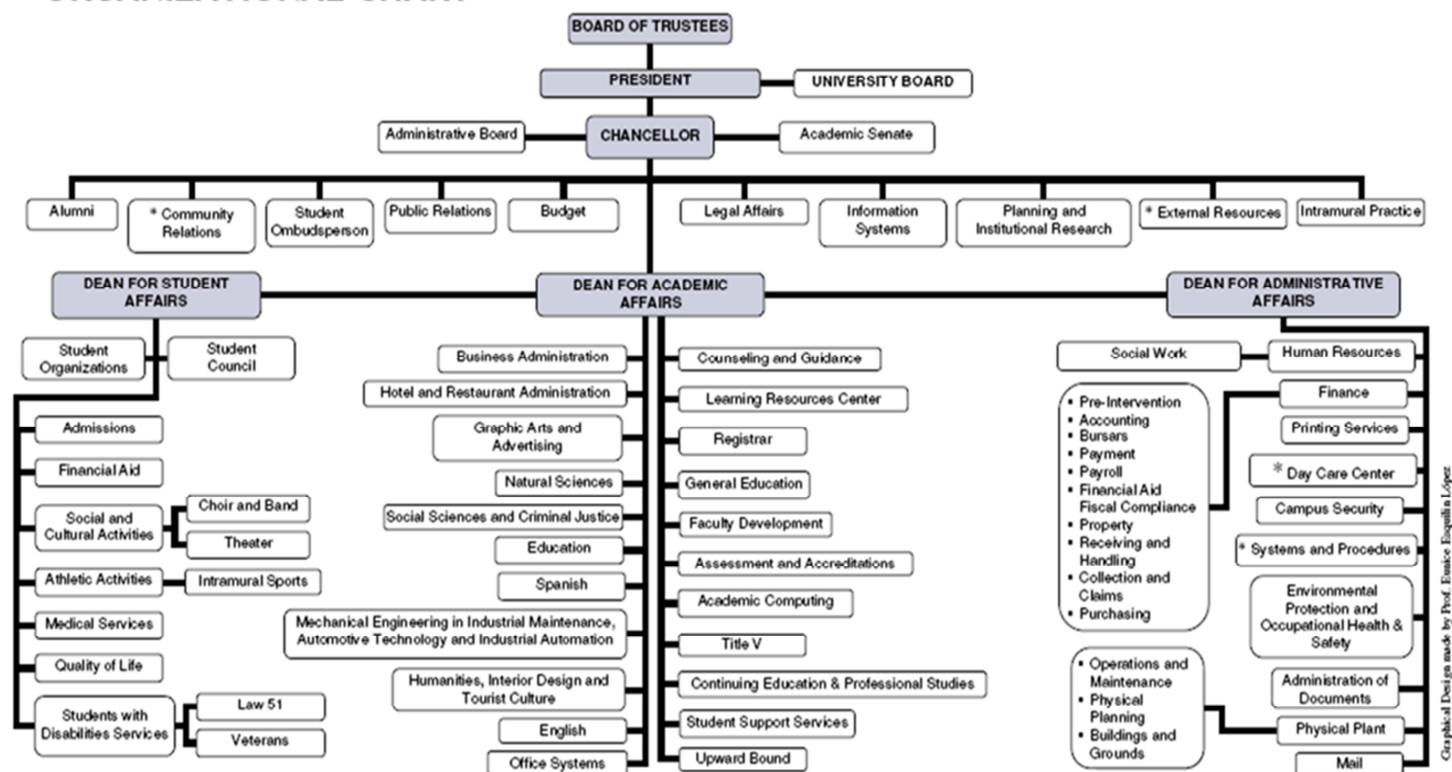 ORGANIZATIONAL CHART
BOARD OF TRUSTEES
PRESIDENT
UNIVERSITY BOARD
Administrative Board
CHANCELLOR
Academic Senate
Alumni
* Community
Relations
Student
Ombudsperson
Public Relations
Budget
Legal Affairs
Information
Systems
Planning and
Institutional Research
* External Resources
Intramural Practice
DEAN FOR STUDENT
AFFAIRS
DEAN FOR ACADEMIC
AFFAIRS
DEAN FOR ADMINISTRATIVE
AFFAIRS
Student
Organizations
Student
Council
Admissions
Financial Aid
Social and
Cultural Activities
Choir and Band
Theater
Athletic Activities
Intramural Sports
Medical Services
Quality of Life
Students with
Disabilities Services
Law 51
Veterans
Business Administration
Hotel and Restaurant Administration
Graphic Arts and
Advertising
Natural Sciences
Social Sciences and Criminal Justice
Education
Spanish
Mechanical Engineering in Industrial Maintenance,
Automotive Technology and Industrial Automation
Humanities, Interior Design and
Tourist Culture
English
Office Systems
Counseling and Guidance
Learning Resources Center
Registrar
General Education
Faculty Development
Assessment and Accreditations
Academic Computing
Title V
Continuing Education & Professional Studies
Student Support Services
Upward Bound
Social Work
Human Resources
▪ Pre-Intervention
▪ Accounting
▪ Bursars
▪ Payment
▪ Payroll
▪ Financial Aid
Fiscal Compliance
▪ Property
▪ Receiving and
Handling
▪ Collection and
Claims
▪ Purchasing
Finance
Printing Services
* Day Care Center
Campus Security
* Systems and Procedures
Environmental
Protection and
Occupational Health &
Safety
Administration of
Documents
▪ Operations and
Maintenance
▪ Physical
Planning
▪ Buildings and
Grounds
Physical Plant
Mail
Graphical Design made by Prof. Eunice Esquilín López